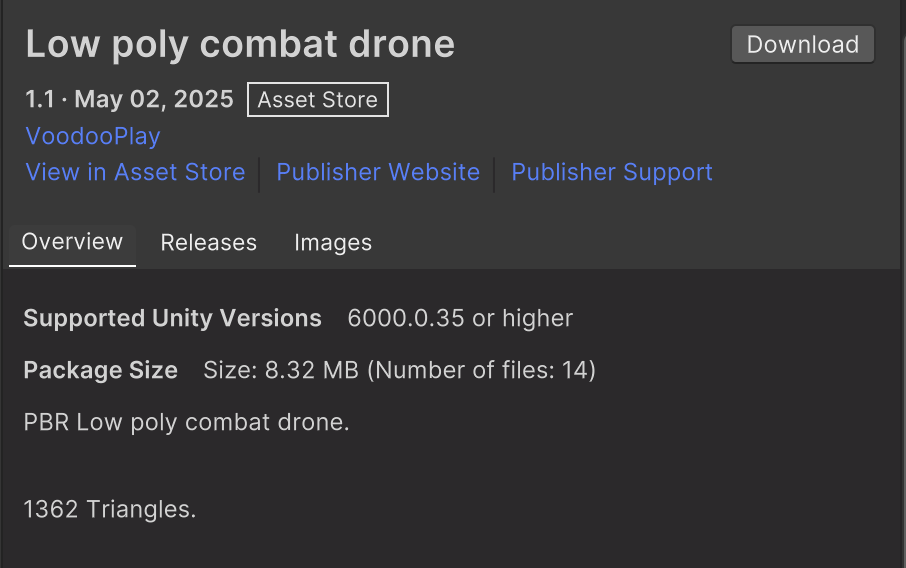 Low poly combat drone
Download
1.1 · May 02, 2025 Asset Store
VoodooPlay
View in Asset Store Publisher Website Publisher Support
Overview Releases Images
Supported Unity Versions 6000.0.35 or higher
Package Size Size: 8.32 MB (Number of files: 14)
PBR Low poly combat drone.
1362 Triangles.